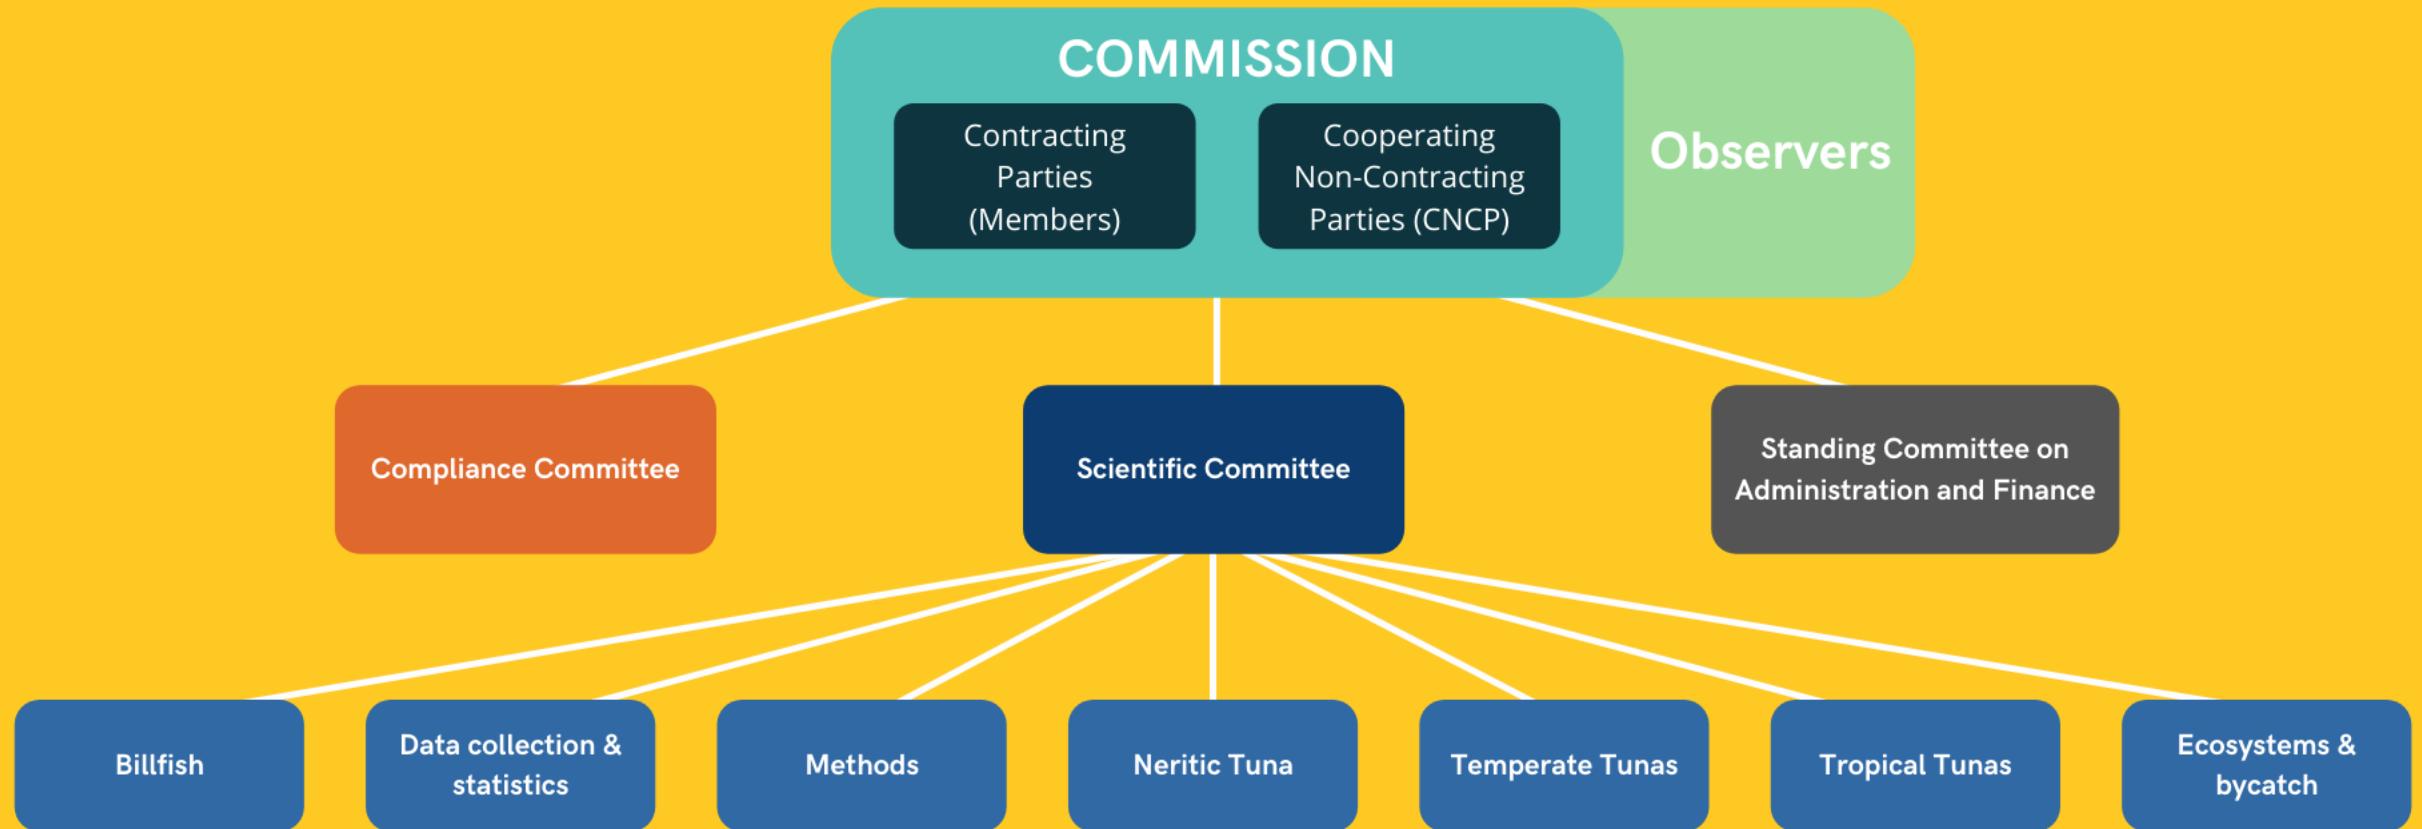 COMMISSION
Contracting
Parties
(Members)
Cooperating
Non-Contracting
Parties (CNCP)
Observers
Compliance Committee
Scientific Committee
Standing Committee on
Administration and Finance
Billfish
Data collection &
statistics
Methods
Neritic Tuna
Temperate Tunas
Tropical Tunas
Ecosystems &
bycatch